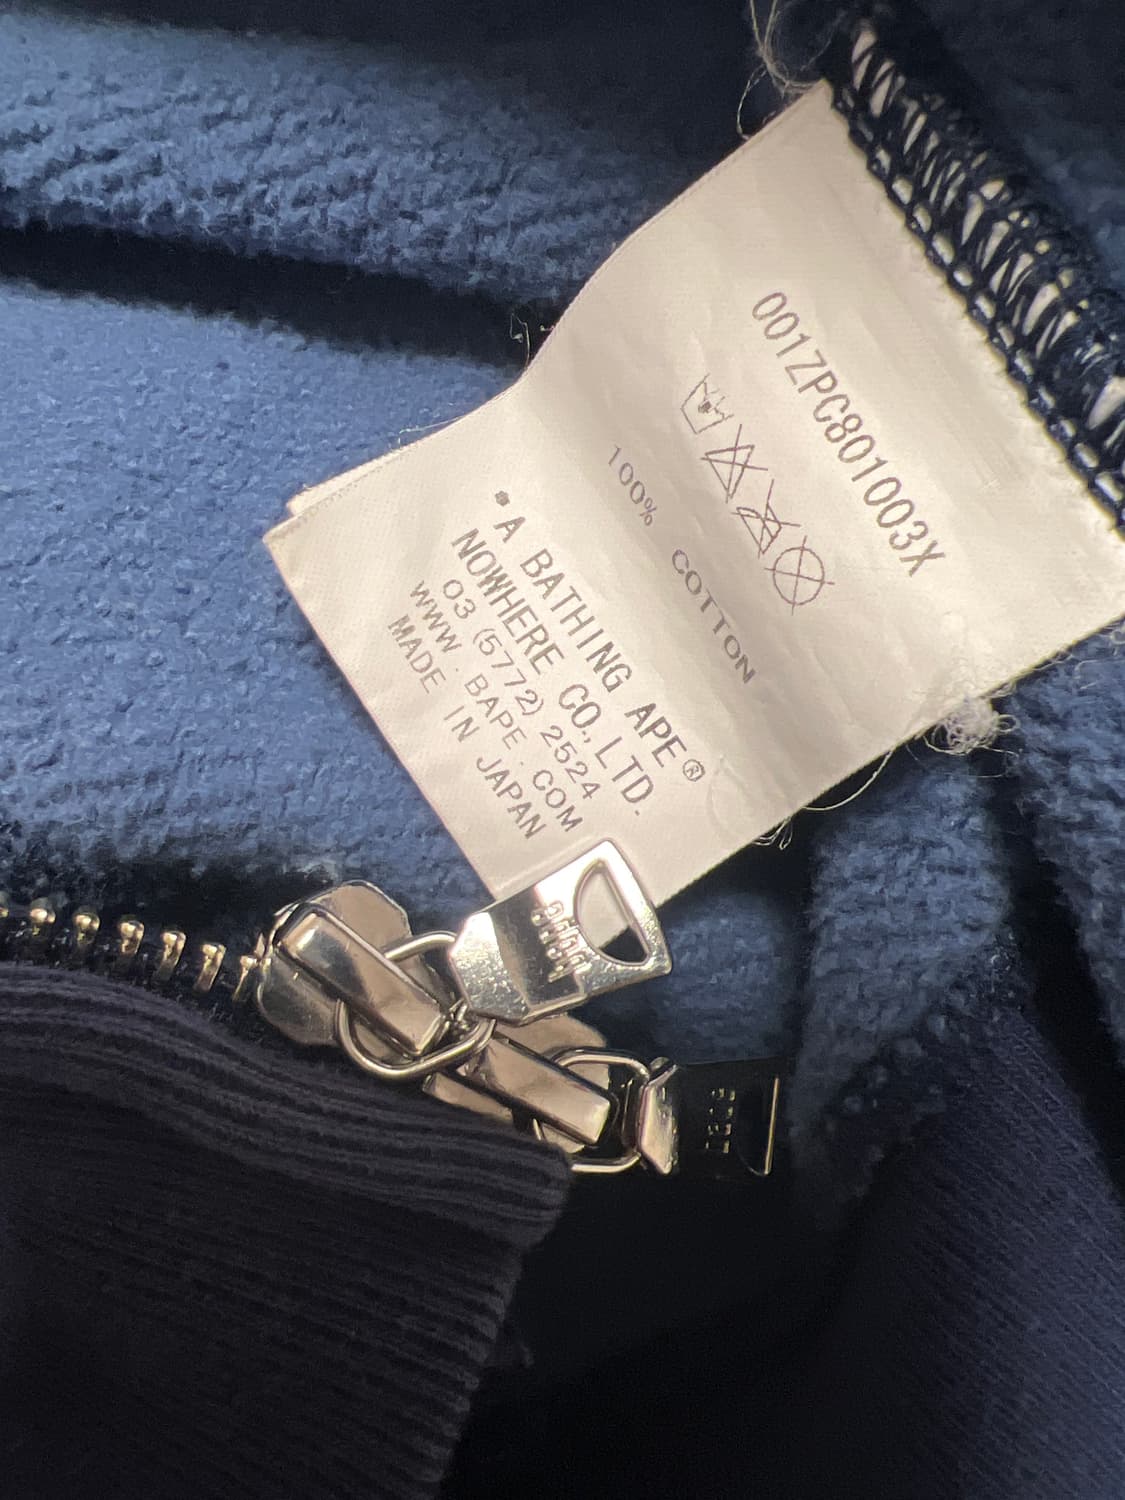 001ZPC801003X
100% COTTON
A BATHING APE®
NOWHERE CO., LTD.
03 (5772) 2524
WWW . BAPE . COM
MADE IN JAPAN